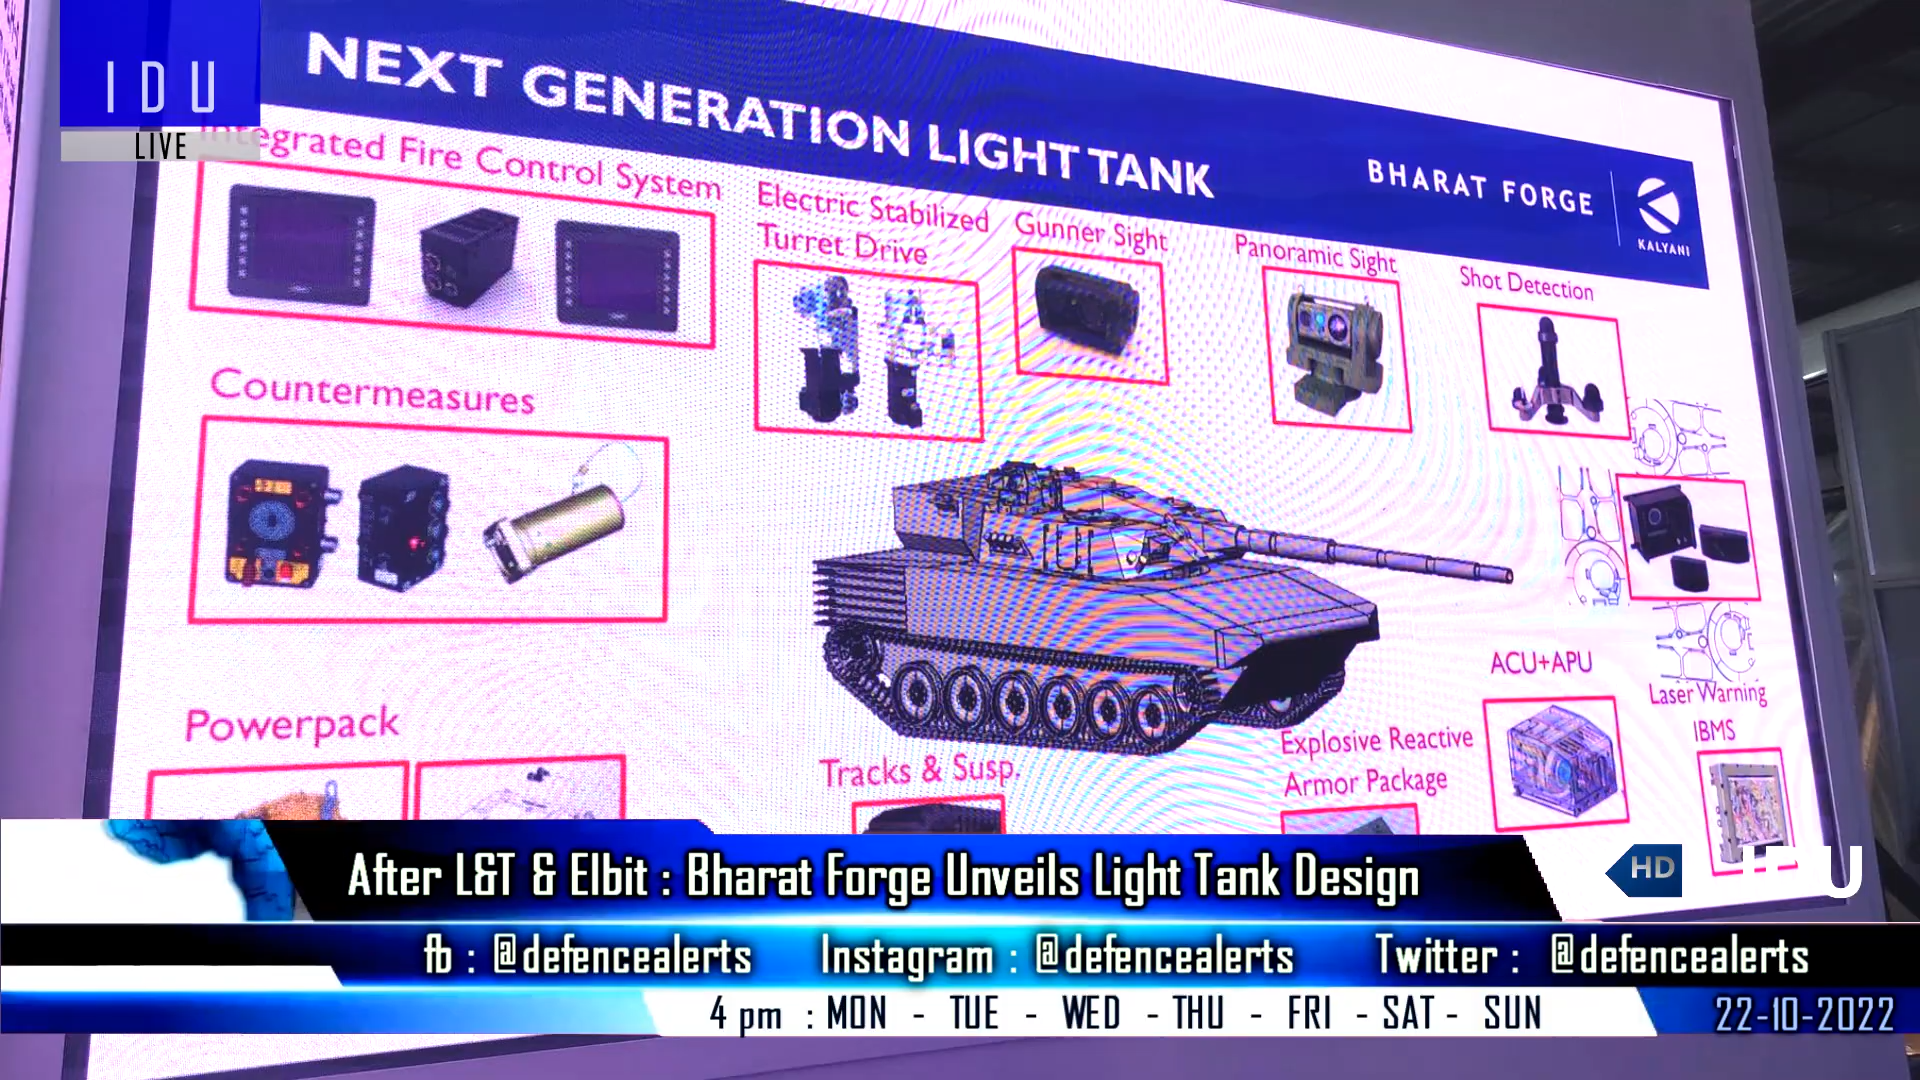 IDU
LIVE
NEXT GENERATION LIGHT TANK
BHARAT FORGE
KALYANI
Integrated Fire Control System
Electric Stabilized
Turret Drive
Gunner Sight
Panoramic Sight
Shot Detection
Countermeasures
ACU+APU
Laser Warning
IBMS
Powerpack
Tracks & Susp.
Explosive Reactive
Armor Package
HD
After L&T & Elbit : Bharat Forge Unveils Light Tank Design
fb : @defencealerts Instagram : @defencealerts Twitter : @defencealerts
4 pm : MON - TUE - WED - THU - FRI - SAT - SUN
22-10-2022